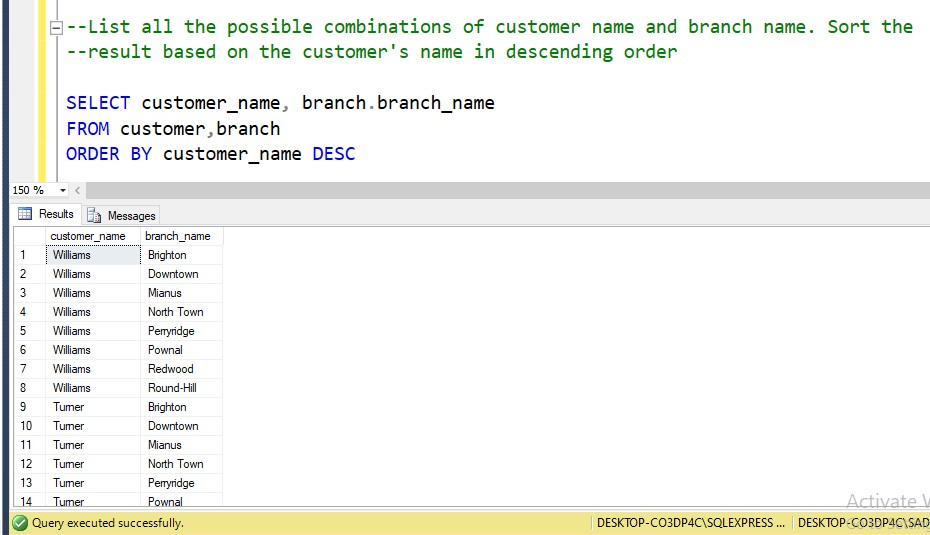 --List all the possible combinations of customer name and branch name. Sort the
--result based on the customer's name in descending order
SELECT customer_name, branch.branch_name
FROM customer,branch
ORDER BY customer_name DESC
150 %
Results Messages
customer_name branch_name
1 Williams Brighton
2 Williams Downtown
3 Williams Mianus
4 Williams North Town
5 Williams Perryridge
6 Williams Pownal
7 Williams Redwood
8 Williams Round-Hill
9 Turner Brighton
10 Turner Downtown
11 Turner Mianus
12 Turner North Town
13 Turner Perryridge
14 Turner Pownal
Activate W
Query executed successfully. DESKTOP-CO3DP4C\SQLEXPRESS ... DESKTOP-CO3DP4C\SAD